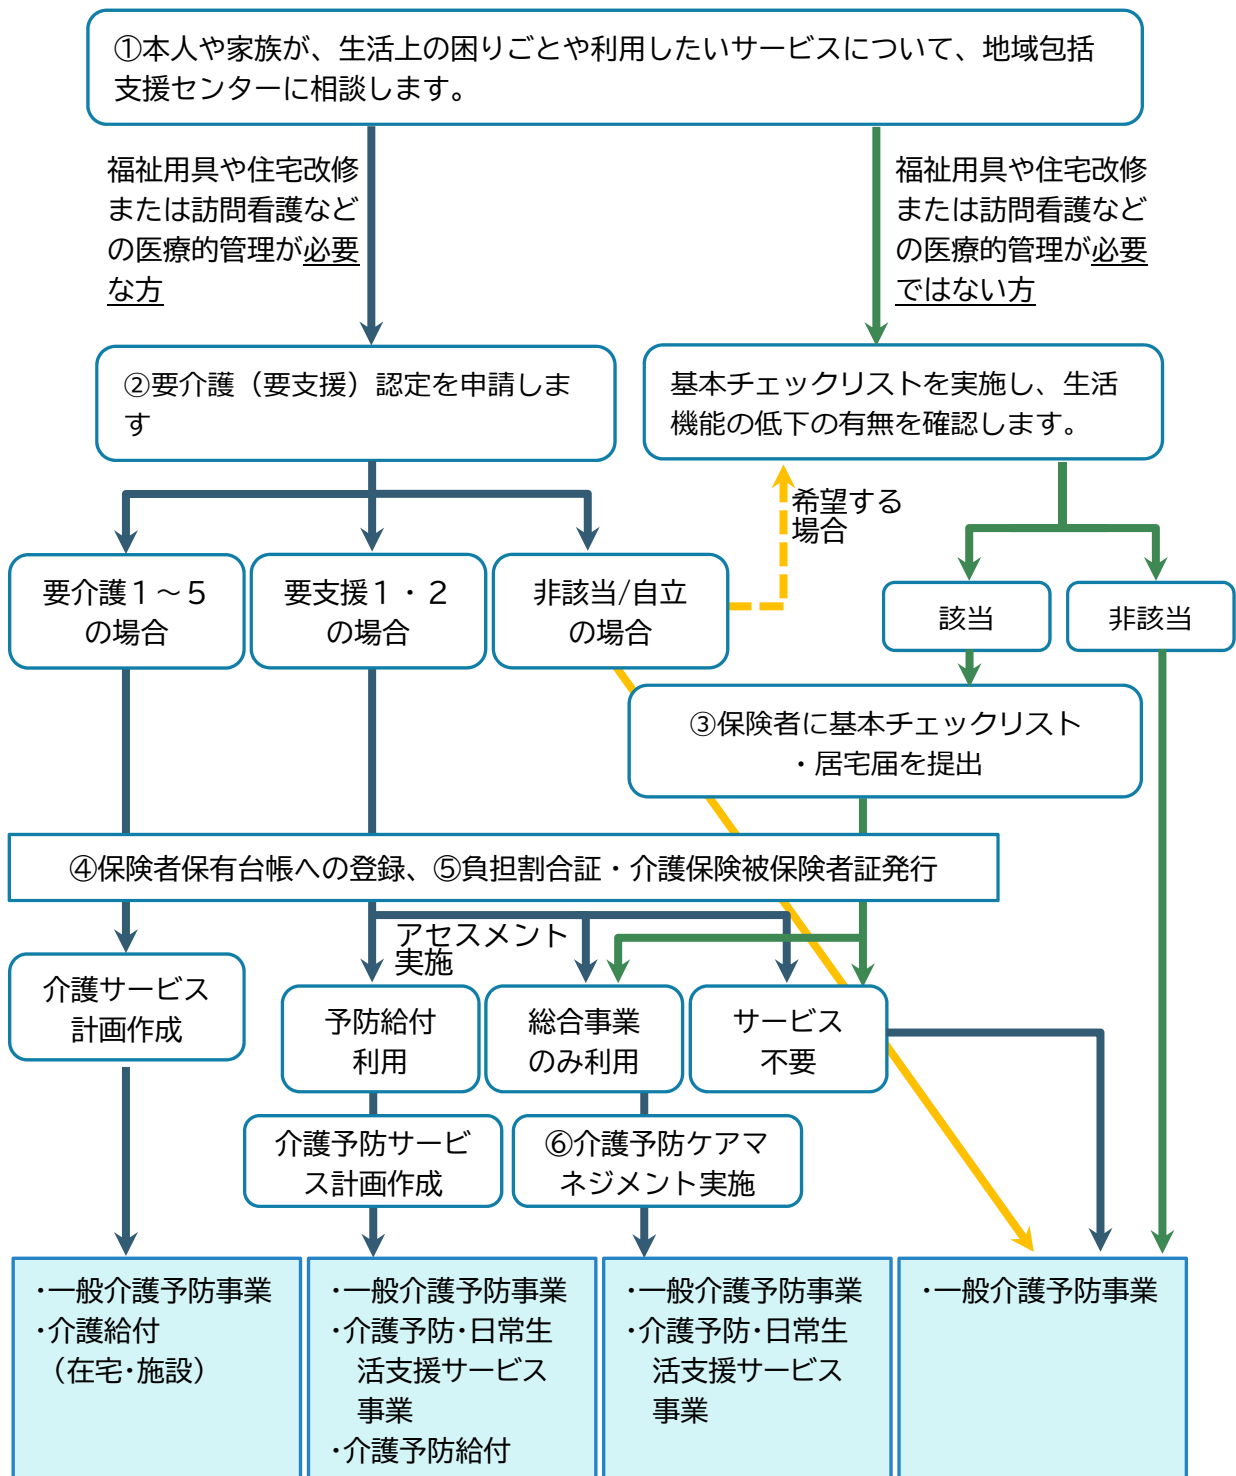 ①本人や家族が、生活上の困りごとや利用したいサービスについて、地域包括
支援センターに相談します。
福祉用具や住宅改修
または訪問看護など
の医療的管理が必要
な方
福祉用具や住宅改修
または訪問看護など
の医療的管理が必要
ではない方
②要介護（要支援）認定を申請しま
す
基本チェックリストを実施し、生活
機能の低下の有無を確認します。
希望する
場合
要介護１～５
の場合
要支援１・２
の場合
非該当/自立
の場合
該当
非該当
③保険者に基本チェックリスト
・居宅届を提出
④保険者保有台帳への登録、⑤負担割合証・介護保険被保険者証発行
アセスメント
実施
介護サービス
計画作成
予防給付
利用
総合事業
のみ利用
サービス
不要
介護予防サービ
ス計画作成
⑥介護予防ケアマ
ネジメント実施
・一般介護予防事業
・介護給付
（在宅・施設）
・一般介護予防事業
・介護予防・日常生
活支援サービス
事業
・介護予防給付
・一般介護予防事業
・介護予防・日常生
活支援サービス
事業
・一般介護予防事業